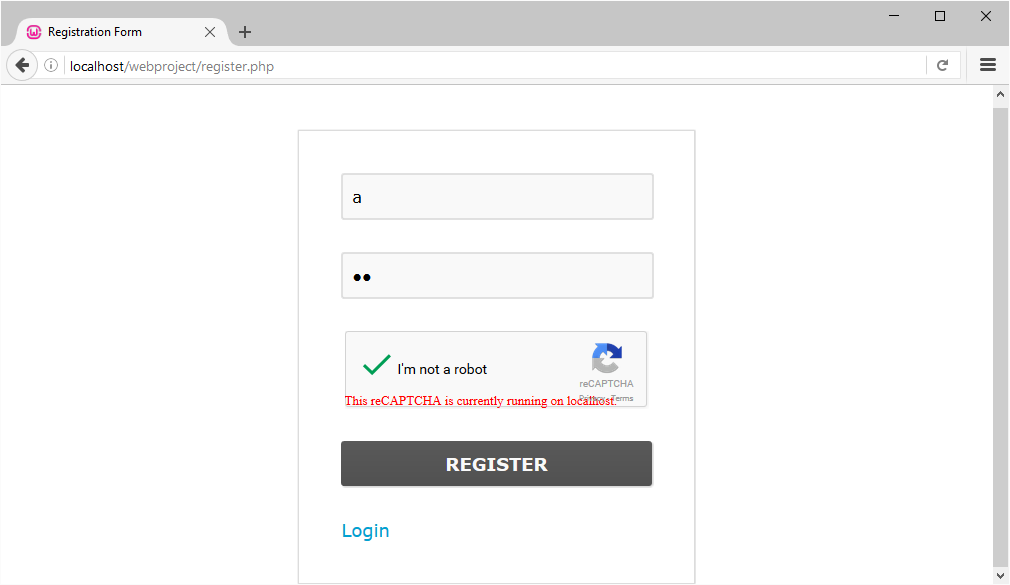 Registration Form
localhost/webproject/register.php
a
••
I'm not a robot
reCAPTCHA
Privacy - Terms
This reCAPTCHA is currently running on localhost.
REGISTER
Login